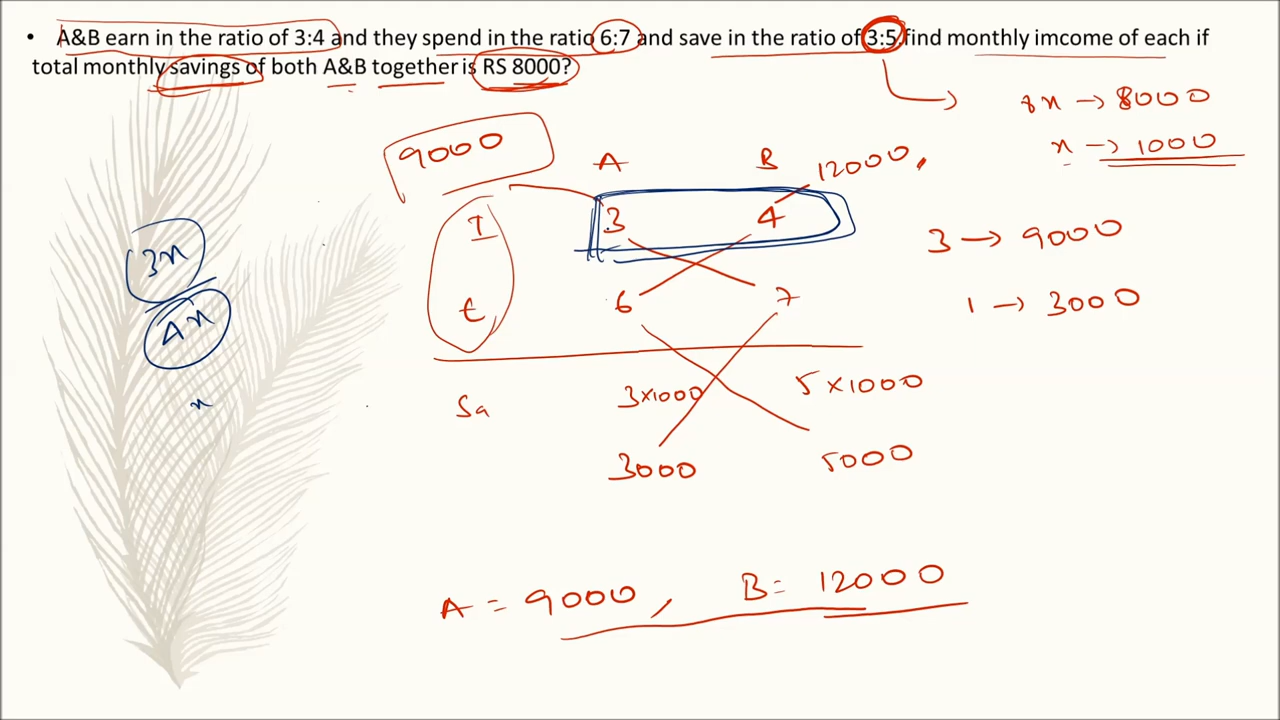 • A&B earn in the ratio of 3:4 and they spend in the ratio 6:7 and save in the ratio of 3:5.find monthly imcome of each if
total monthly savings of both A&B together is RS 8000?
8x → 8000
x → 1000
9000
A B 12000,
I 3 4
3 → 9000
3x
4x
E 6 7
1 → 3000
x
Sa 3×1000 5×1000
3000 5000
A = 9000, B= 12000